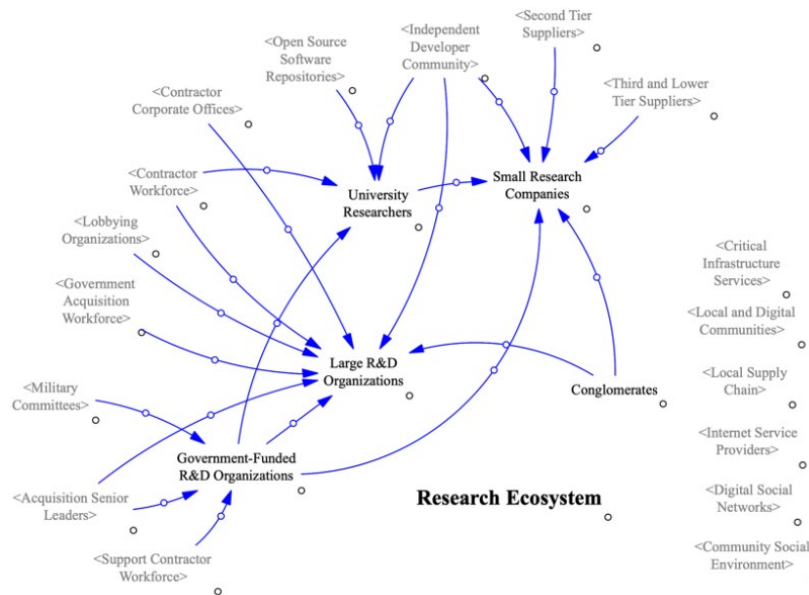 <Second Tier
Suppliers>
<Open Source
Software
Repositories>
<Independent
Developer
Community>
<Contractor
Corporate Offices>
<Third and Lower
Tier Suppliers>
<Contractor
Workforce>
University
Researchers
Small Research
Companies
<Lobbying
Organizations>
<Government
Acquisition
Workforce>
<Critical
Infrastructure
Services>
<Local and Digital
Communities>
Large R&D
Organizations
Conglomerates
<Local Supply
Chain>
<Military
Committees>
<Internet Service
Providers>
Government-Funded
R&D Organizations
<Acquisition Senior
Leaders>
Research Ecosystem
<Digital Social
Networks>
<Support Contractor
Workforce>
<Community Social
Environment>